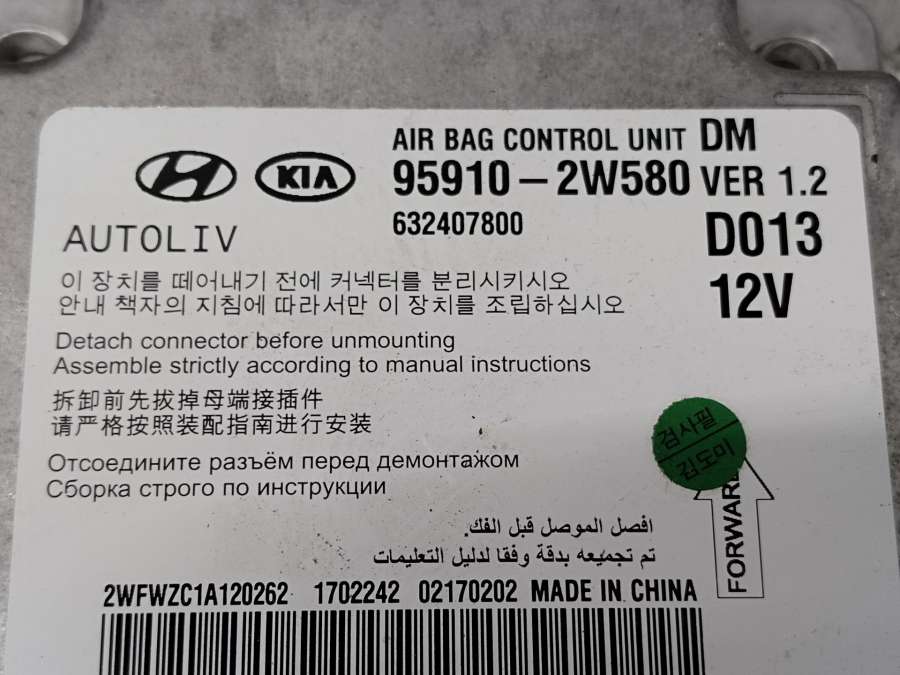 AIR BAG CONTROL UNIT DM
KIA
95910-2W580 VER 1.2
632407800
AUTOLIV
D013
12V
이 장치를 떼어내기 전에 커넥터를 분리시키시오
안내 책자의 지침에 따라서만 이 장치를 조립하십시오
Detach connector before unmounting
Assemble strictly according to manual instructions
拆卸前先拔掉母端接插件
请严格按照装配指南进行安装
검사필
김도미
FORWARD
Отсоедините разъём перед демонтажом
Сборка строго по инструкции
افصل الموصل قبل الفك.
تم تجميعه بدقة وفقا لدليل التعليمات
2WFWZC1A120262 1702242 02170202 MADE IN CHINA